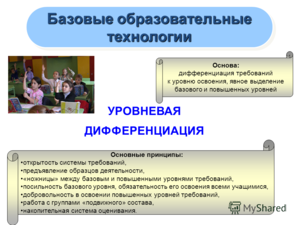 Базовые образовательные
технологии
Основа:
дифференциация требований
к уровню освоения, явное выделение
базового и повышенных уровней
УРОВНЕВАЯ
ДИФФЕРЕНЦИАЦИЯ
Основные принципы:
•открытость системы требований,
•предъявление образцов деятельности,
•«ножницы» между базовым и повышенными уровнями требований,
•посильность базового уровня, обязательность его освоения всеми учащимися,
•добровольность в освоении повышенных уровней требований,
•работа с группами «подвижного» состава,
•накопительная система оценивания.
MyShared